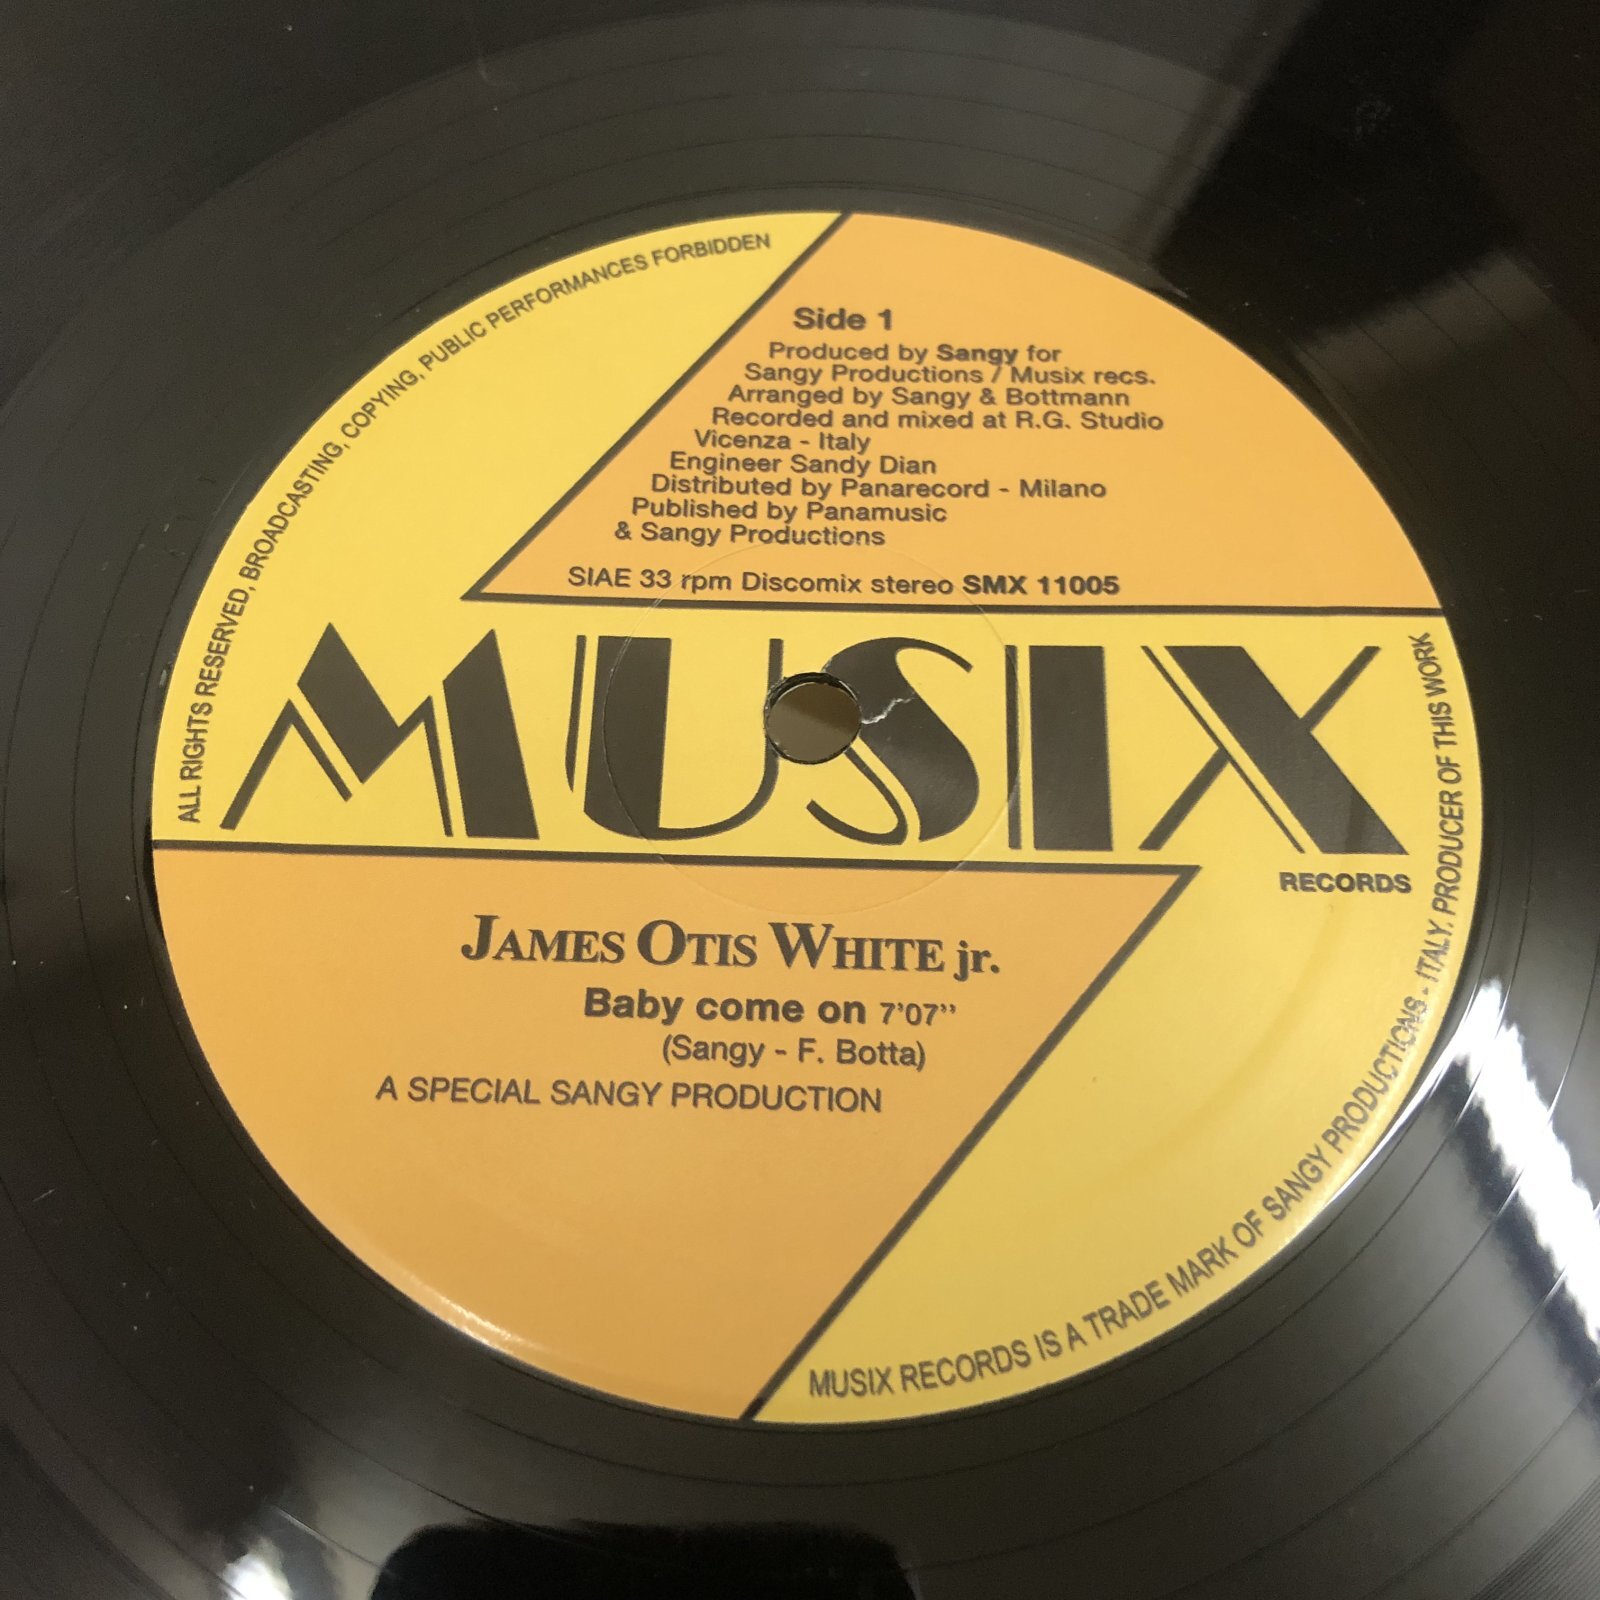 ALL RIGHTS RESERVED, BROADCASTING, COPYING, PUBLIC PERFORMANCES FORBIDDEN
Side 1
Produced by Sangy for
Sangy Productions / Musix recs.
Arranged by Sangy & Bottmann
Recorded and mixed at R.G. Studio
Vicenza - Italy
Engineer Sandy Dian
Distributed by Panarecord - Milano
Published by Panamusic
& Sangy Productions
SIAE 33 rpm Discomix stereo SMX 11005
MUSIX
RECORDS
JAMES OTIS WHITE jr.
Baby come on 7'07''
(Sangy - F. Botta)
A SPECIAL SANGY PRODUCTION
MUSIX RECORDS IS A TRADE MARK OF SANGY PRODUCTIONS - ITALY. PRODUCER OF THIS WORK